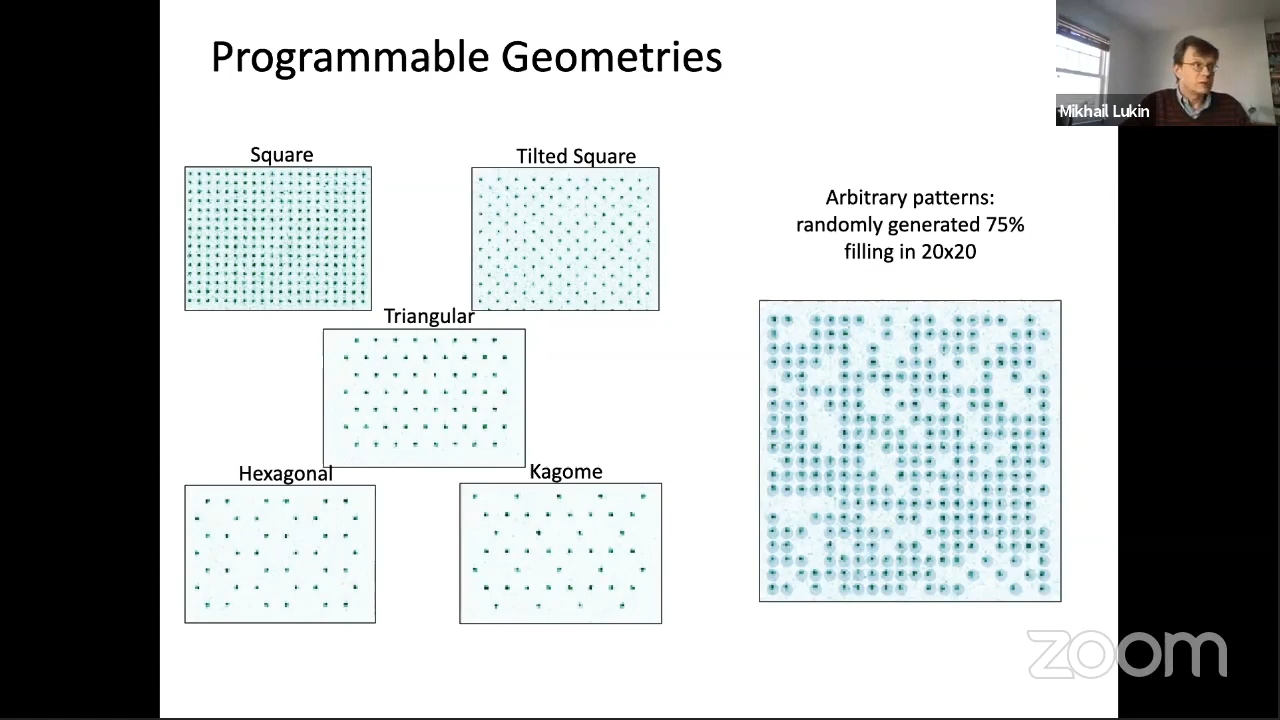 Programmable Geometries
Mikhail Lukin
Square
Tilted Square
Arbitrary patterns:
randomly generated 75%
filling in 20x20
Triangular
Hexagonal
Kagome
zoom